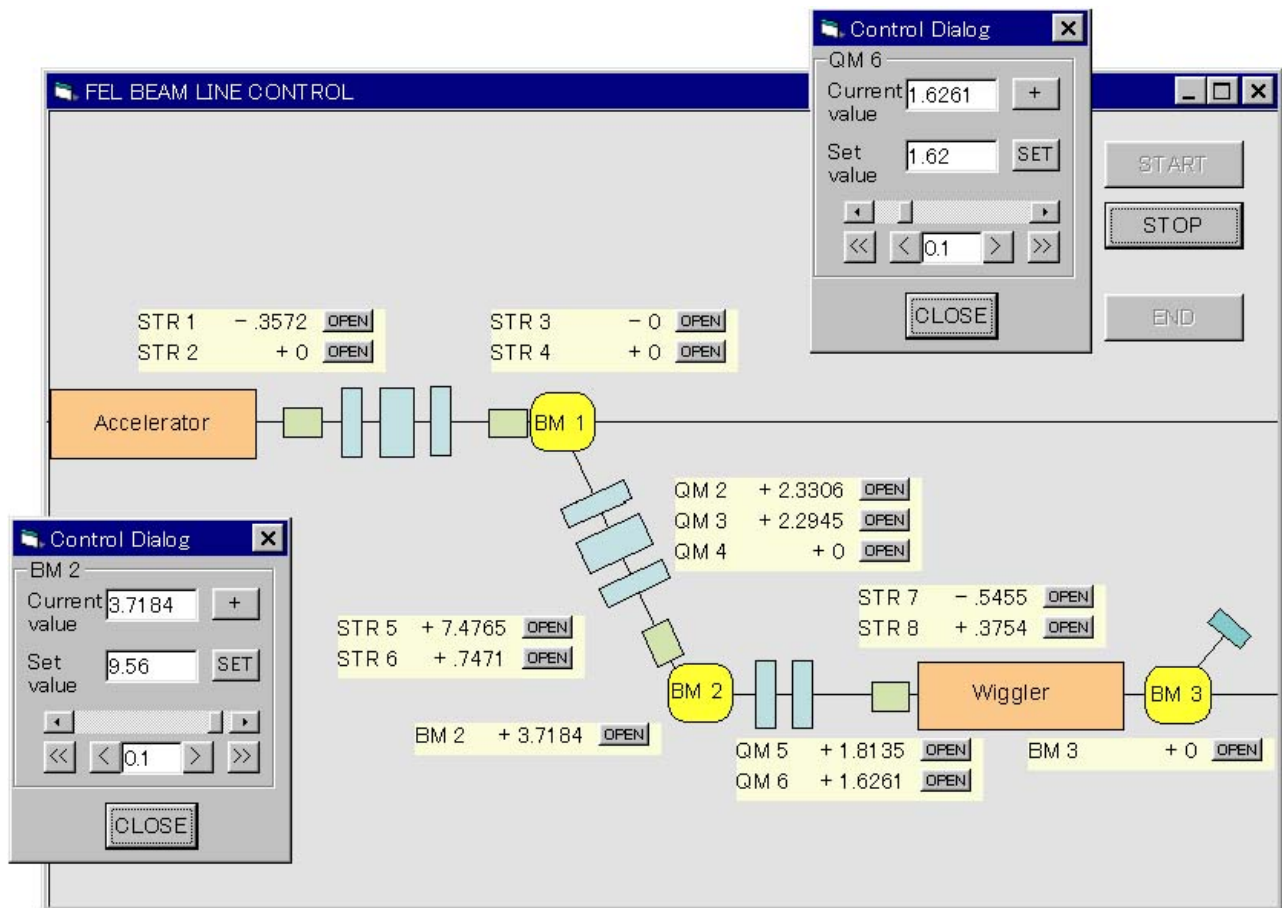 Control Dialog
QM 6
Current value 1.6261 +
Set value 1.62 SET
<< < 0.1 > >>
CLOSE
FEL BEAM LINE CONTROL
START
STOP
END
STR 1 - .3572 OPEN
STR 2 + 0 OPEN
STR 3 - 0 OPEN
STR 4 + 0 OPEN
Accelerator
BM 1
QM 2 + 2.3306 OPEN
QM 3 + 2.2945 OPEN
QM 4 + 0 OPEN
Control Dialog
BM 2
Current value 3.7184 +
Set value 9.56 SET
<< < 0.1 > >>
CLOSE
STR 5 + 7.4765 OPEN
STR 6 + .7471 OPEN
STR 7 - .5455 OPEN
STR 8 + .3754 OPEN
BM 2
Wiggler
BM 3
BM 2 + 3.7184 OPEN
QM 5 + 1.8135 OPEN
QM 6 + 1.6261 OPEN
BM 3 + 0 OPEN